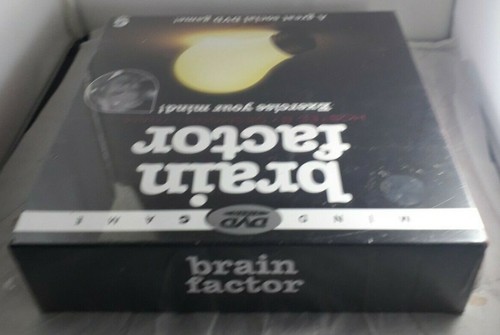 brain
factor
Exercise your mind!
A great social DVD game!
MIND DVD GAME
brain
factor